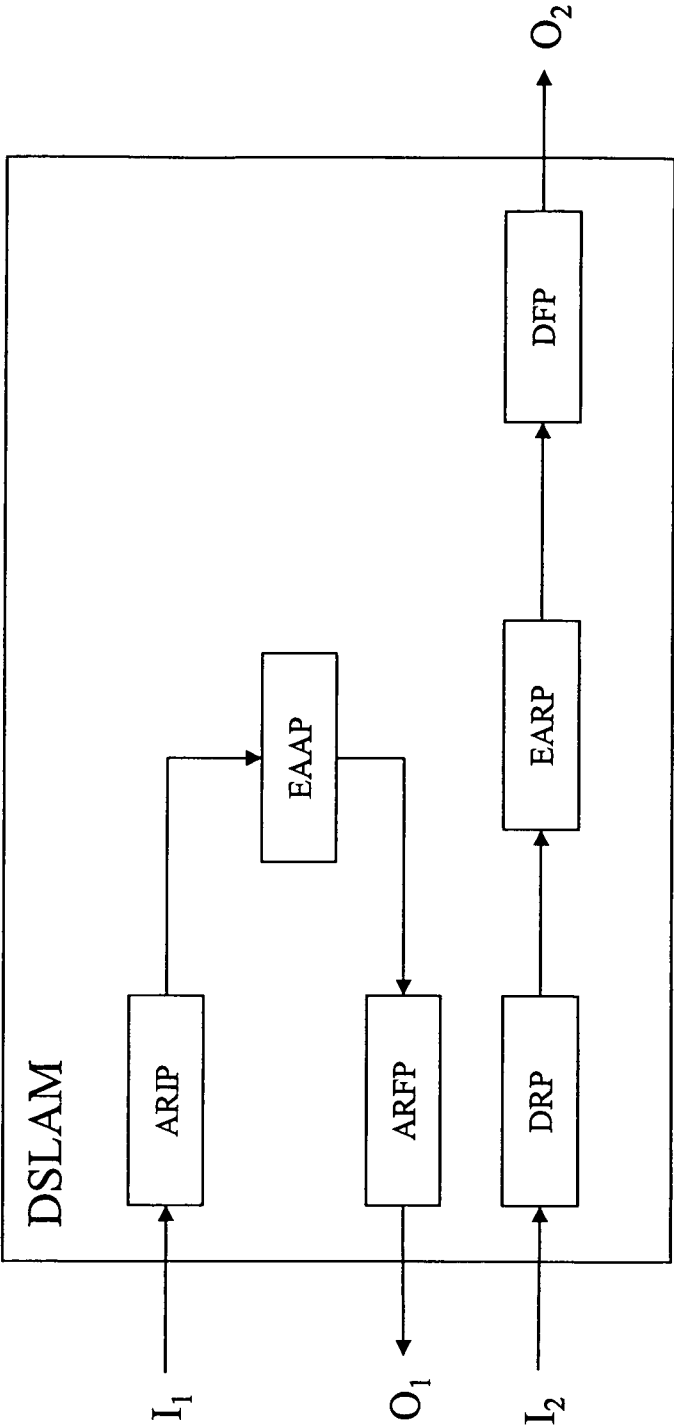 DSLAM
I₁
ARIP
EAAP
O₁
ARFP
I₂
DRP
EARP
DFP
O₂